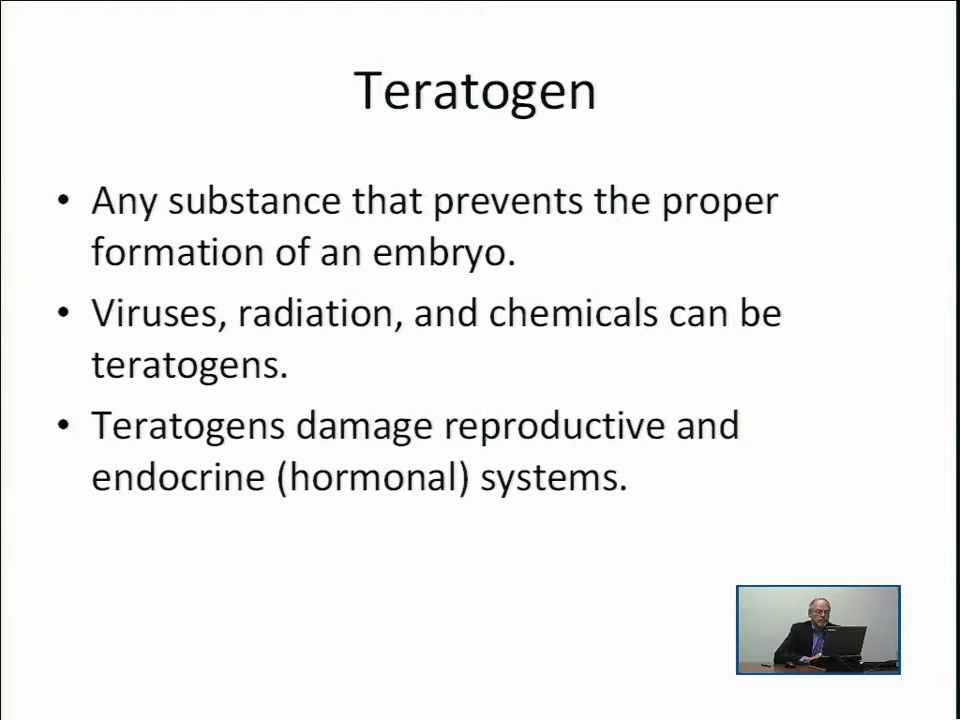 Teratogen
• Any substance that prevents the proper
formation of an embryo.
• Viruses, radiation, and chemicals can be
teratogens.
• Teratogens damage reproductive and
endocrine (hormonal) systems.